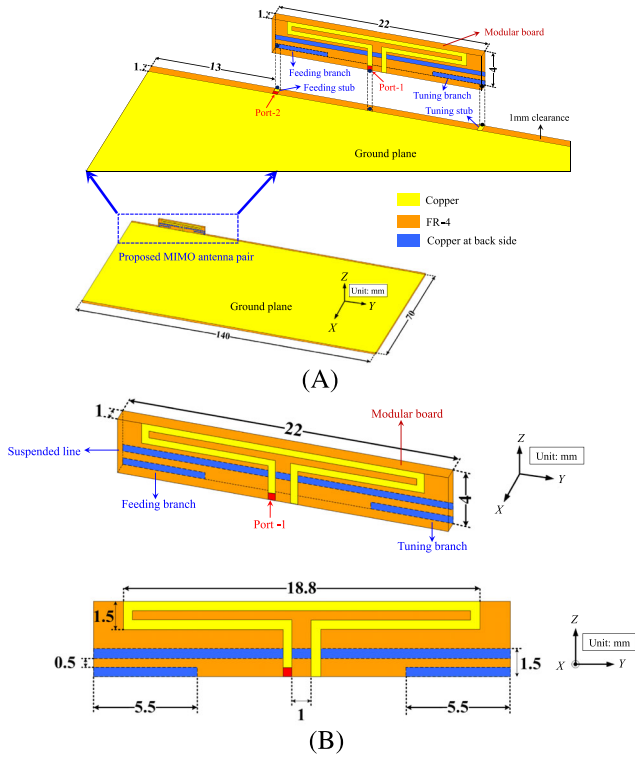 1
22
Modular board
4
Feeding branch
Port-1
Tuning branch
13
1
Feeding stub
Port-2
Tuning stub
1mm clearance
Ground plane
Copper
FR-4
Copper at back side
Proposed MIMO antenna pair
Ground plane
Z
Unit: mm
Y
X
140
70
(A)
1
22
Modular board
Suspended line
Z
Unit: mm
Y
X
4
Feeding branch
Port -1
Tuning branch
18.8
1.5
Z
Unit: mm
X
Y
0.5
1.5
5.5
1
5.5
(B)